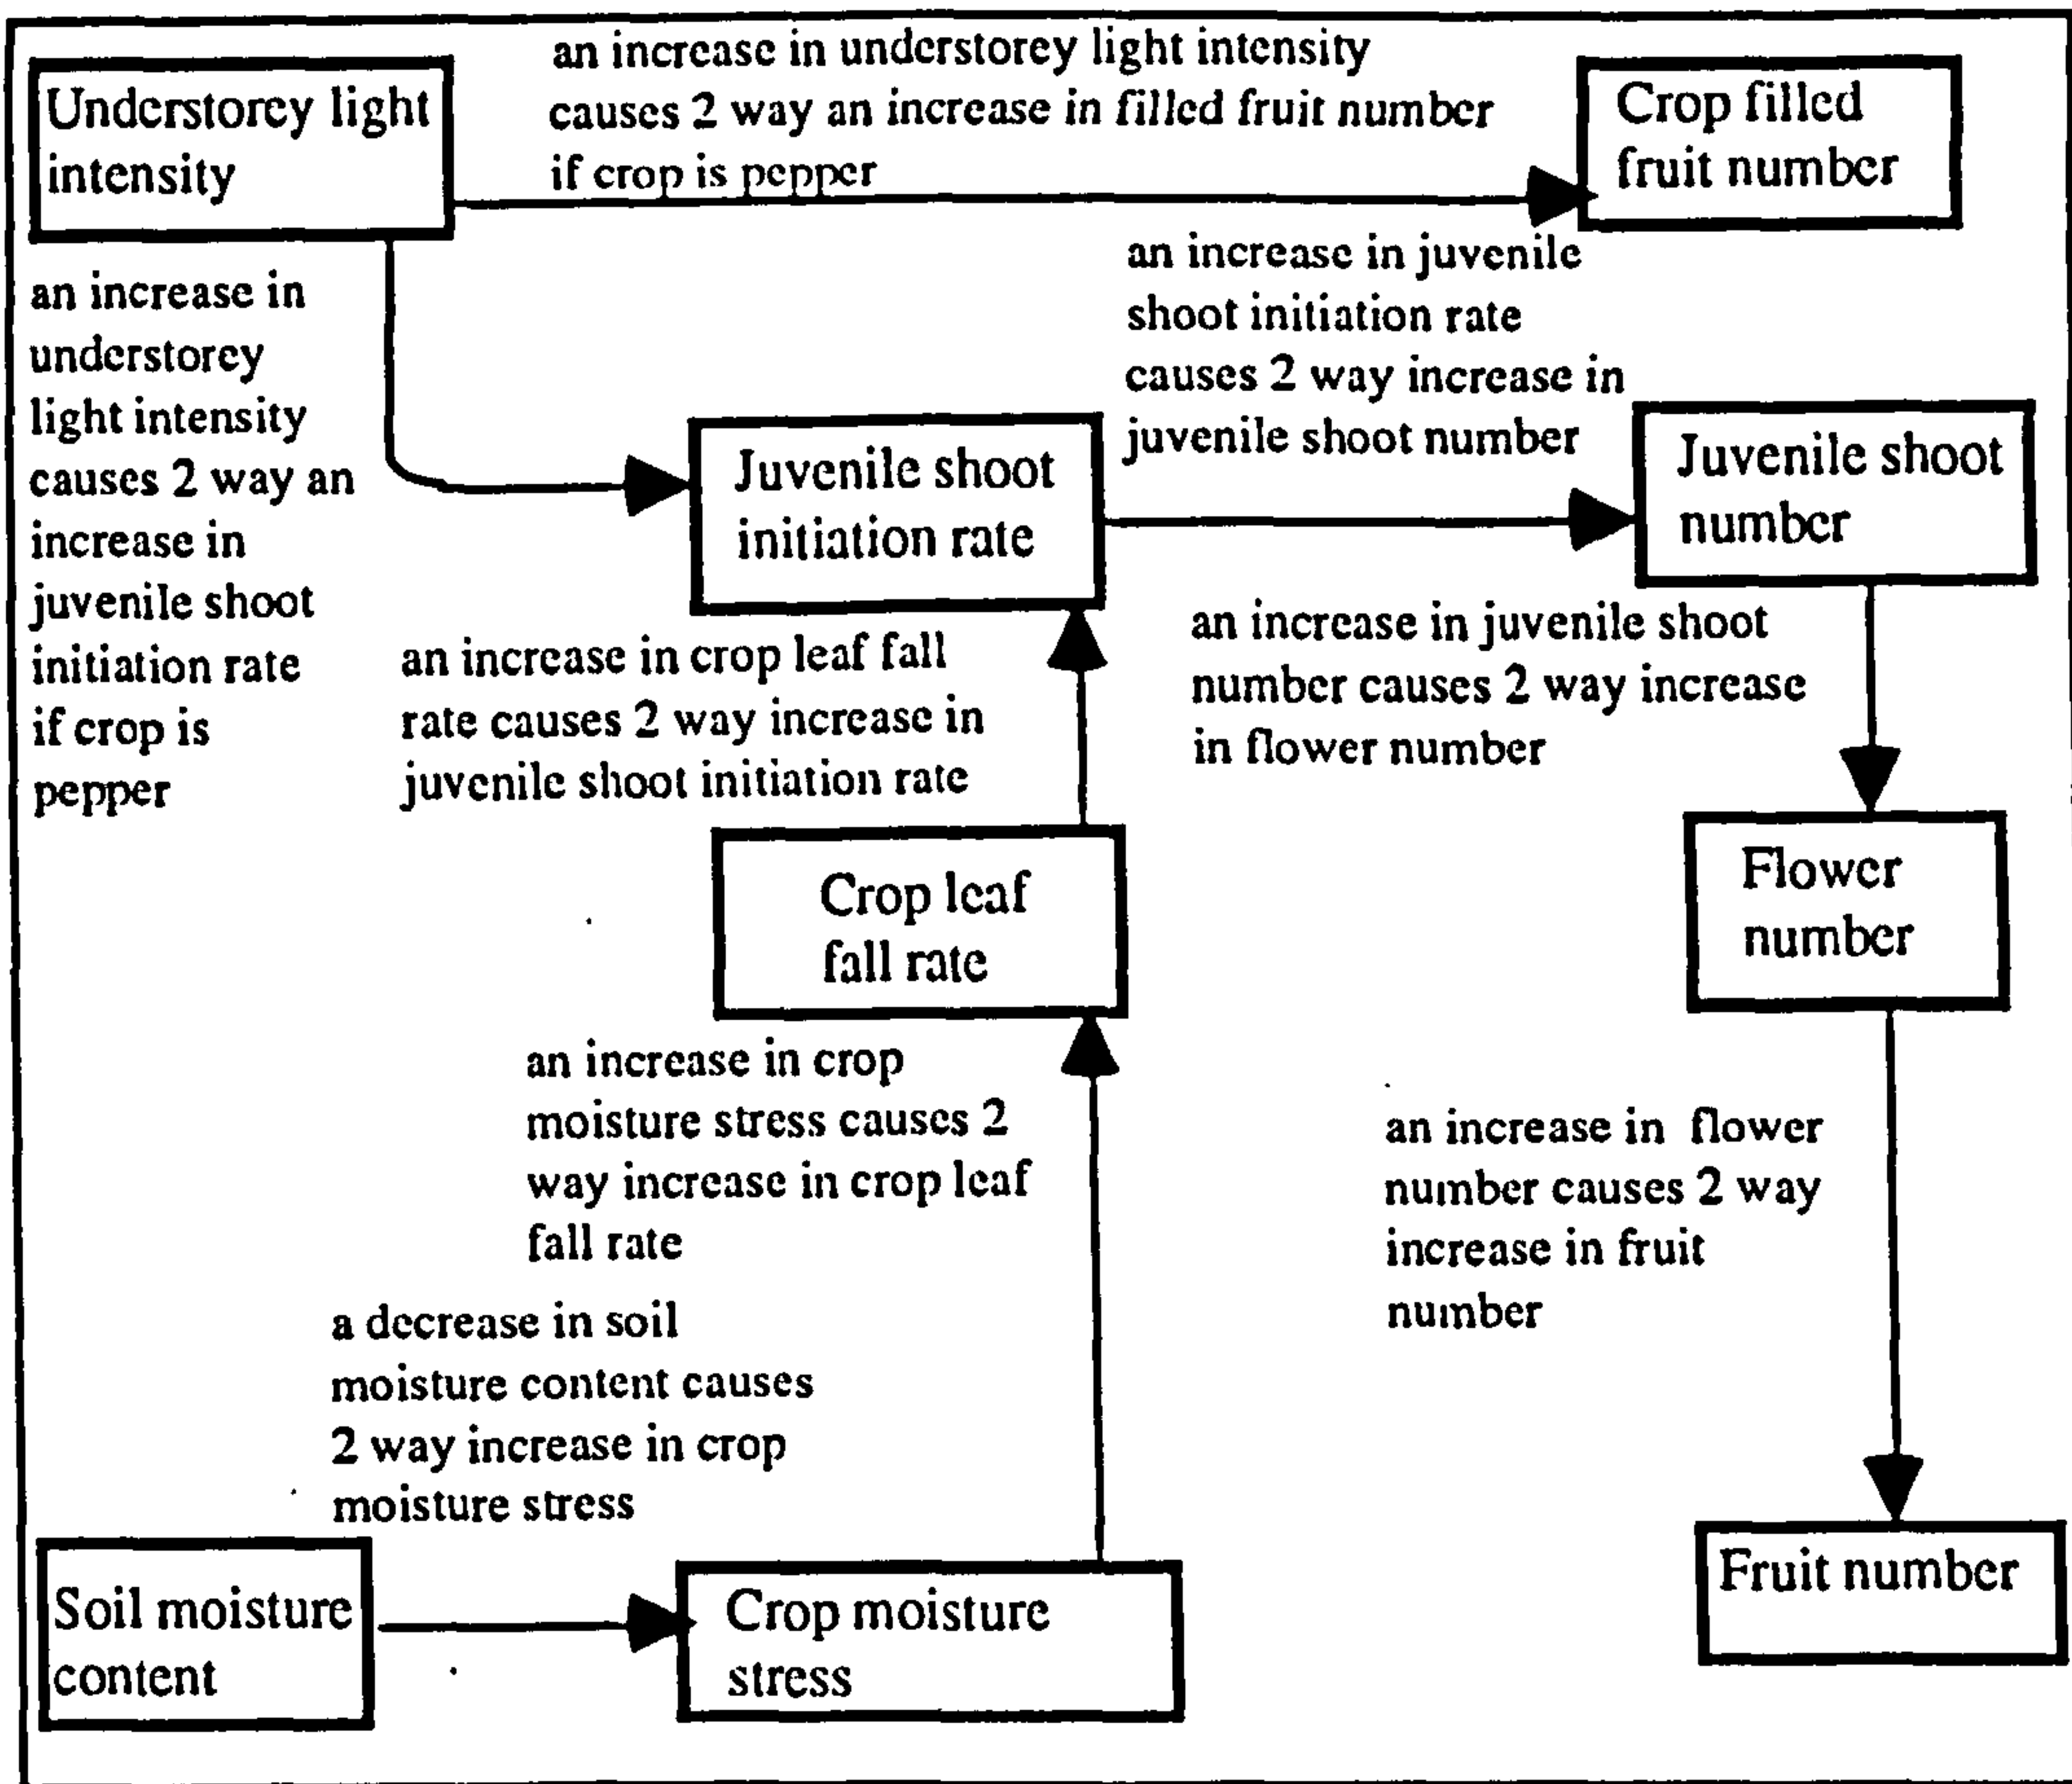 an increase in understorey light intensity
causes 2 way an increase in filled fruit number
if crop is pepper
Understorey light
intensity
Crop filled
fruit number
an increase in
understorey
light intensity
causes 2 way an
increase in
juvenile shoot
initiation rate
if crop is
pepper
an increase in juvenile
shoot initiation rate
causes 2 way increase in
juvenile shoot number
Juvenile shoot
initiation rate
Juvenile shoot
number
an increase in crop leaf fall
rate causes 2 way increase in
juvenile shoot initiation rate
an increase in juvenile shoot
number causes 2 way increase
in flower number
Crop leaf
fall rate
Flower
number
an increase in crop
moisture stress causes 2
way increase in crop leaf
fall rate
an increase in flower
number causes 2 way
increase in fruit
number
a decrease in soil
moisture content causes
2 way increase in crop
moisture stress
Soil moisture
content
Crop moisture
stress
Fruit number